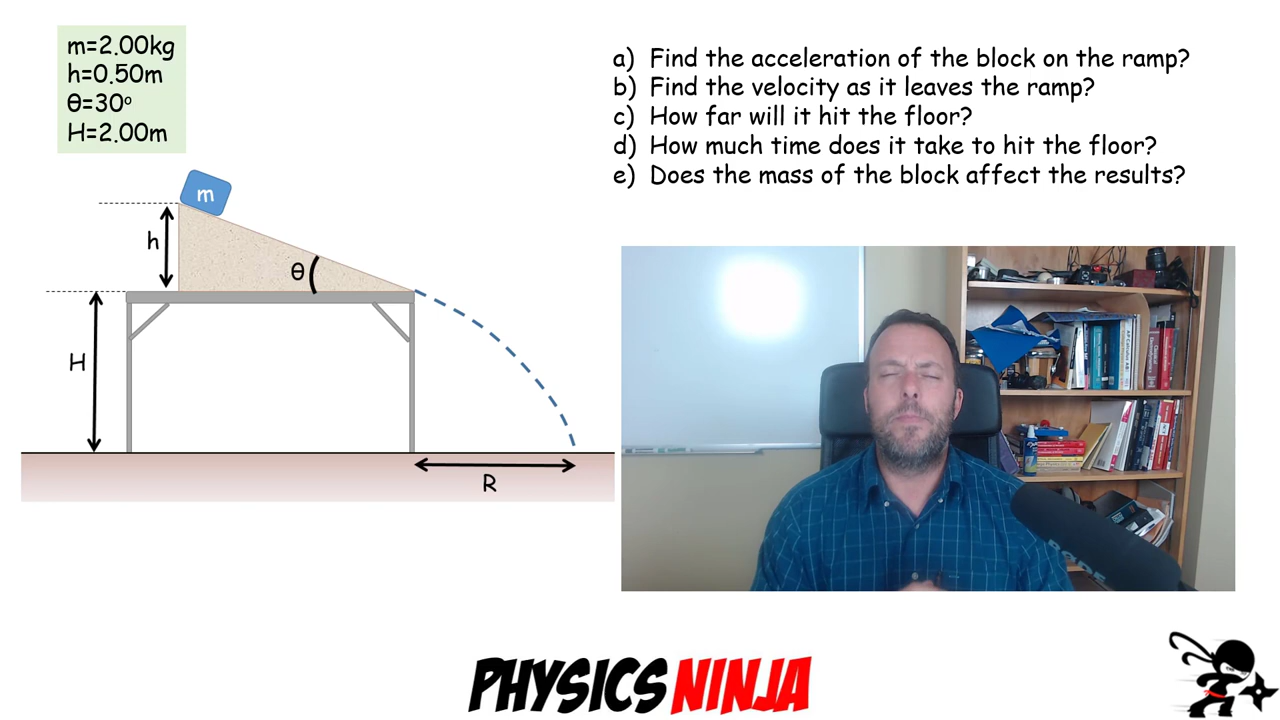 m=2.00kg
h=0.50m
θ=30º
H=2.00m
a) Find the acceleration of the block on the ramp?
b) Find the velocity as it leaves the ramp?
c) How far will it hit the floor?
d) How much time does it take to hit the floor?
e) Does the mass of the block affect the results?
m
h
θ
H
R
RODE
PHYSICS NINJA